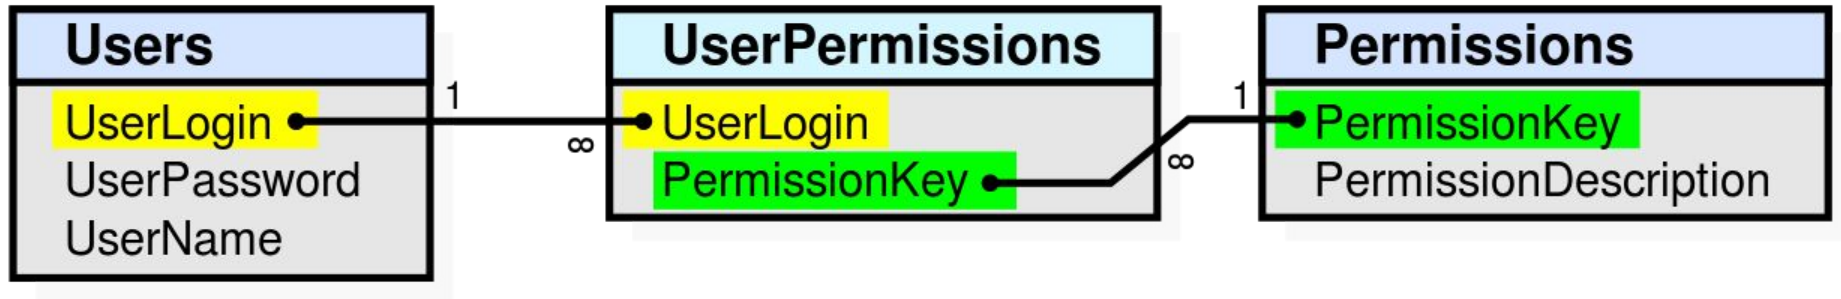 Users
UserLogin
UserPassword
UserName
1
∞
UserPermissions
UserLogin
PermissionKey
∞
1
Permissions
PermissionKey
PermissionDescription